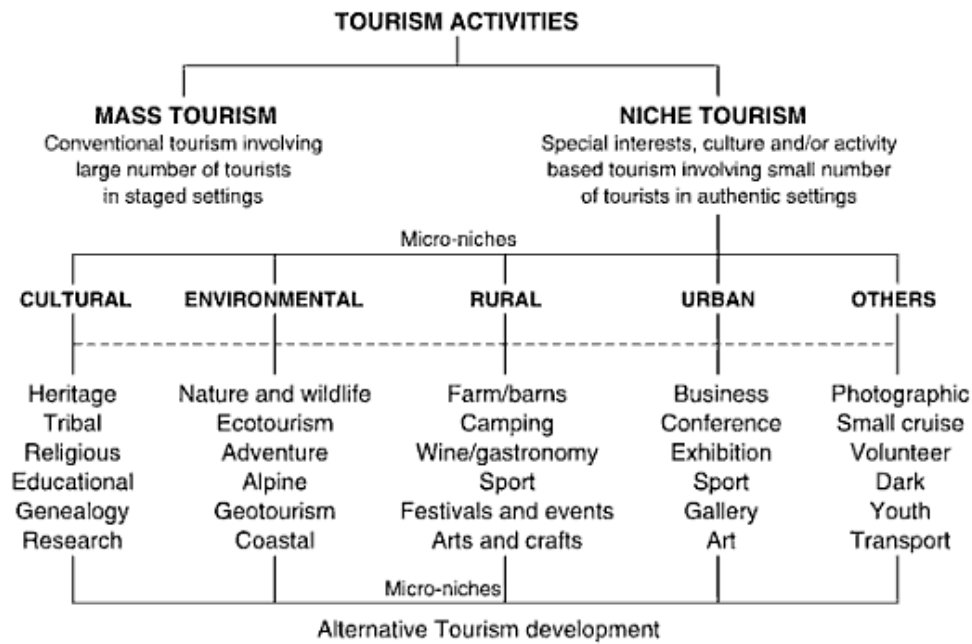 TOURISM ACTIVITIES
MASS TOURISM
Conventional tourism involving
large number of tourists
in staged settings
NICHE TOURISM
Special interests, culture and/or activity
based tourism involving small number
of tourists in authentic settings
Micro-niches
CULTURAL
ENVIRONMENTAL
RURAL
URBAN
OTHERS
Heritage
Tribal
Religious
Educational
Genealogy
Research
Nature and wildlife
Ecotourism
Adventure
Alpine
Geotourism
Coastal
Farm/barns
Camping
Wine/gastronomy
Sport
Festivals and events
Arts and crafts
Business
Conference
Exhibition
Sport
Gallery
Art
Photographic
Small cruise
Volunteer
Dark
Youth
Transport
Micro-niches
Alternative Tourism development